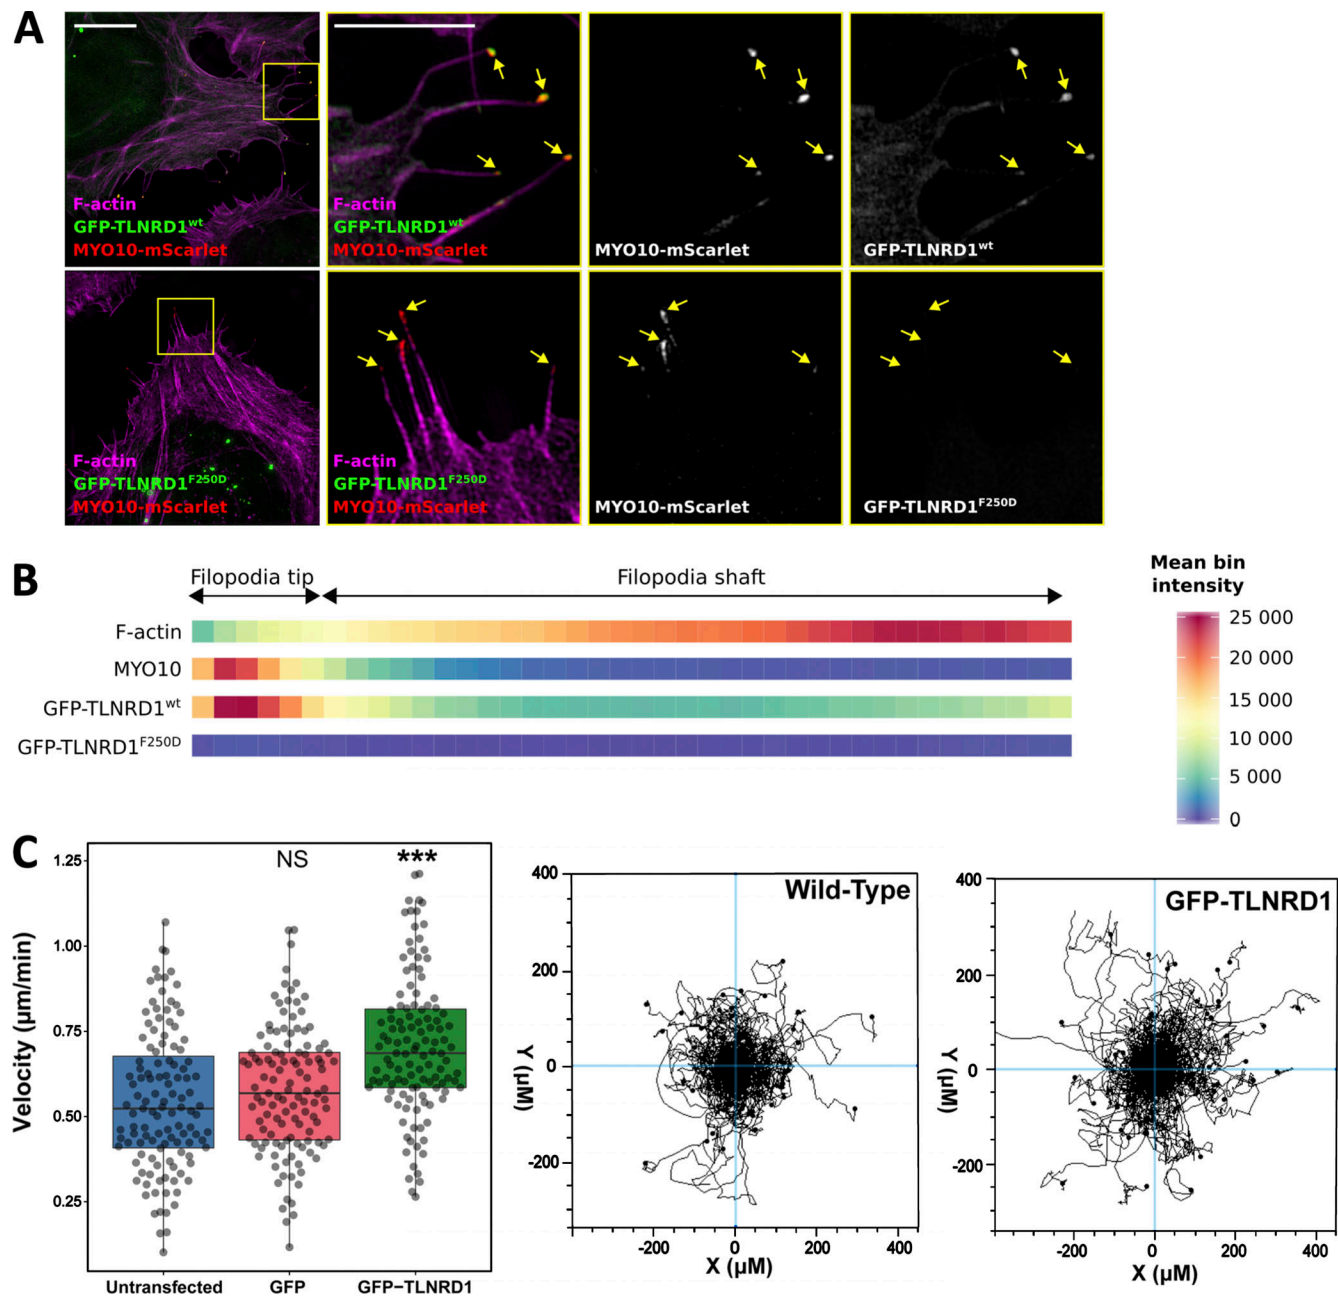 A
F-actin
GFP-TLNRD1wt
MYO10-mScarlet
F-actin
GFP-TLNRD1wt
MYO10-mScarlet
MYO10-mScarlet
GFP-TLNRD1wt
F-actin
GFP-TLNRD1F250D
MYO10-mScarlet
F-actin
GFP-TLNRD1F250D
MYO10-mScarlet
MYO10-mScarlet
GFP-TLNRD1F250D
B
Filopodia tip
Filopodia shaft
F-actin
MYO10
GFP-TLNRD1wt
GFP-TLNRD1F250D
Mean bin
intensity
25 000
20 000
15 000
10 000
5 000
0
C
NS
***
1.25
1.00
0.75
0.50
0.25
Velocity (µm/min)
Untransfected
GFP
GFP−TLNRD1
Wild-Type
400
200
0
-200
Y (µM)
-200
0
200
400
X (µM)
GFP-TLNRD1
400
200
0
-200
Y (µM)
-200
0
200
400
X (µM)